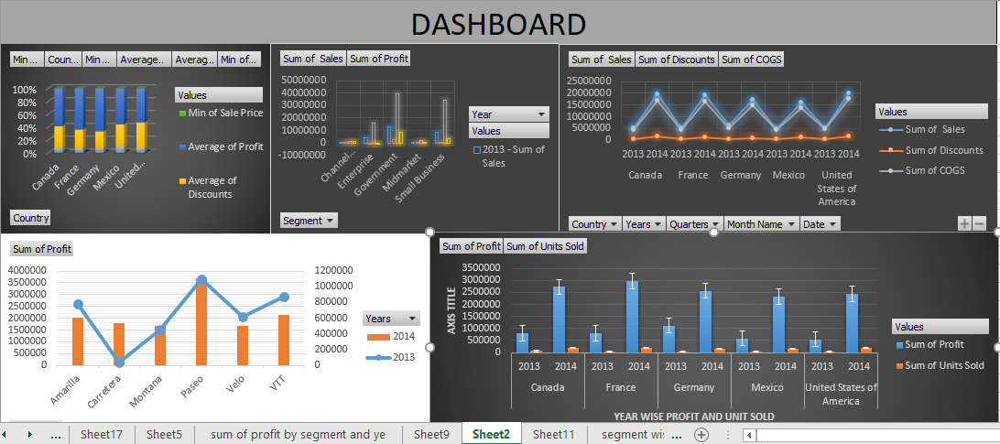 DASHBOARD
Min ... Coun... Min ... Average.. Averag.. Min of...
100%
80%
60%
40%
20%
0%
Canada
France
Germany
Mexico
United...
Values
Min of Sale Price
Average of Profit
Average of
Discounts
Country
Sum of Sales Sum of Profit
50000000
40000000
30000000
20000000
10000000
0
-10000000
Channel...
Enterprise
Government
Midmarket
Small Business
Year
Values
2013 - Sum of
Sales
Segment
Sum of Sales Sum of Discounts Sum of COGS
25000000
20000000
15000000
10000000
5000000
0
2013 2014 2013 2014 2013 2014 2013 2014 2013 2014
Canada France Germany Mexico United
States of
America
Values
Sum of Sales
Sum of Discounts
Sum of COGS
Country Years Quarters Month Name Date
Sum of Profit
4000000
3500000
3000000
2500000
2000000
1500000
1000000
500000
0
1200000
1000000
800000
600000
400000
200000
0
Amarilla
Carretera
Montana
Paseo
Velo
VTT
Years
2014
2013
Sum of Profit Sum of Units Sold
AXIS TITLE
3500000
3000000
2500000
2000000
1500000
1000000
500000
0
2013 2014 2013 2014 2013 2014 2013 2014 2013 2014
Canada France Germany Mexico United States of
America
YEAR WISE PROFIT AND UNIT SOLD
Values
Sum of Profit
Sum of Units Sold
... Sheet17 Sheet5 sum of profit by segment and ye Sheet9 Sheet2 Sheet11 segment wi ...